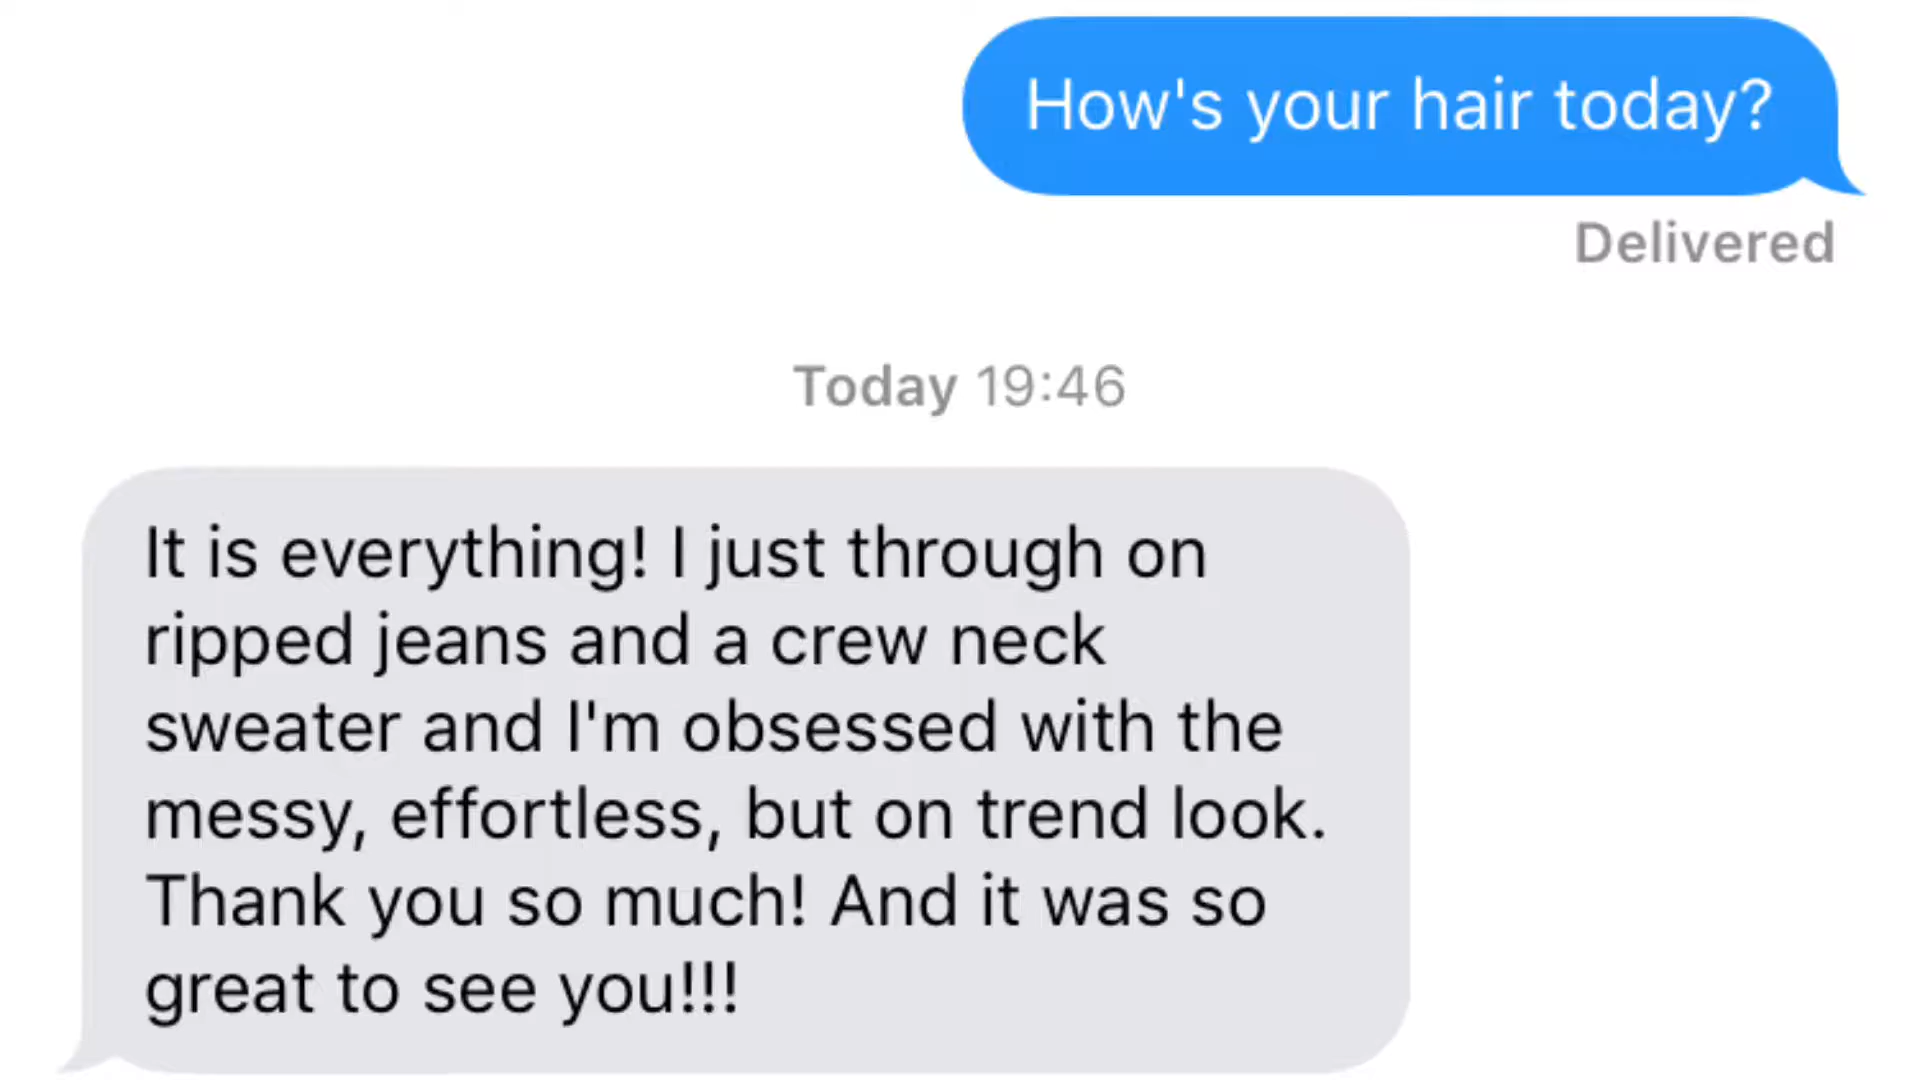 How's your hair today?
Delivered
Today 19:46
It is everything! I just through on
ripped jeans and a crew neck
sweater and I'm obsessed with the
messy, effortless, but on trend look.
Thank you so much! And it was so
great to see you!!!